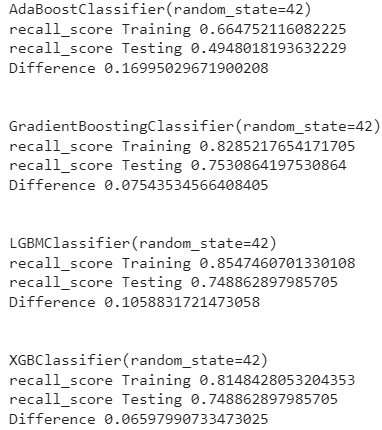 AdaBoostClassifier(random_state=42)
recall_score Training 0.664752116082225
recall_score Testing 0.4948018193632229
Difference 0.16995029671900208
GradientBoostingClassifier(random_state=42)
recall_score Training 0.8285217654171705
recall_score Testing 0.7530864197530864
Difference 0.07543534566408405
LGBMClassifier(random_state=42)
recall_score Training 0.8547460701330108
recall_score Testing 0.748862897985705
Difference 0.1058831721473058
XGBClassifier(random_state=42)
recall_score Training 0.8148428053204353
recall_score Testing 0.748862897985705
Difference 0.06597990733473025